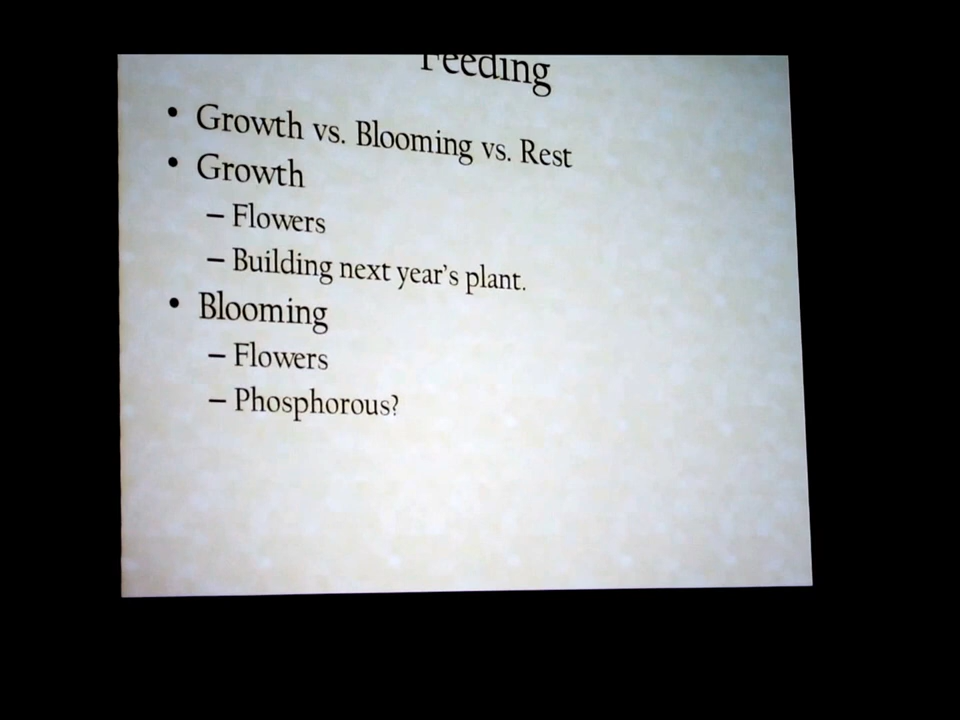 Feeding
• Growth vs. Blooming vs. Rest
• Growth
– Flowers
– Building next year's plant.
• Blooming
– Flowers
– Phosphorous?